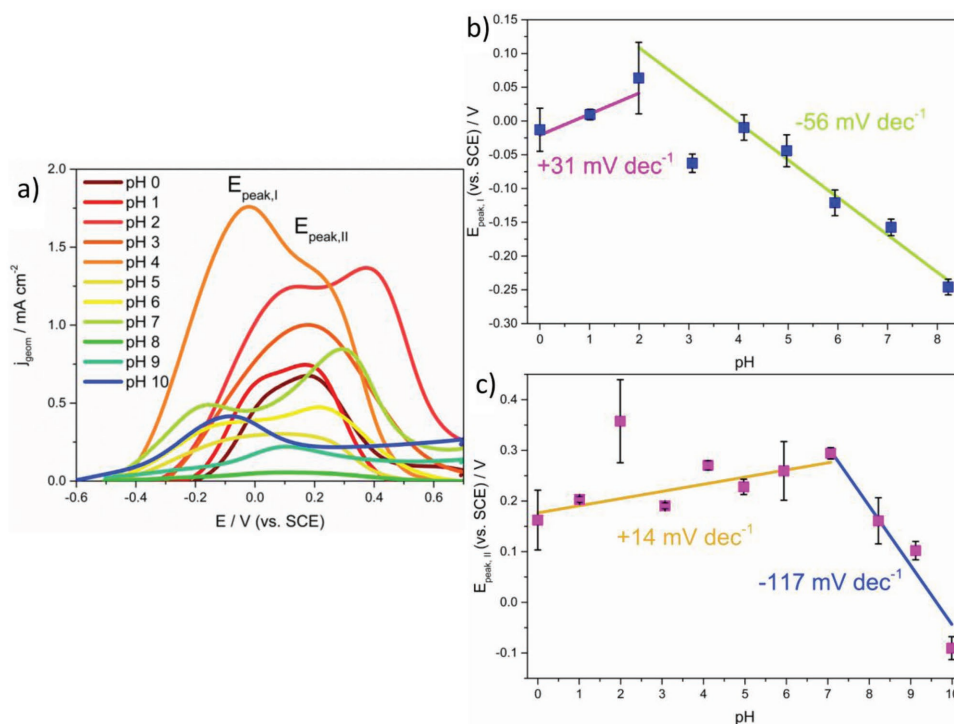 a)
2.0
1.5
1.0
0.5
0.0
j_geom / mA cm⁻²
-0.6
-0.4
-0.2
0.0
0.2
0.4
0.6
E / V (vs. SCE)
pH 0
pH 1
pH 2
pH 3
pH 4
pH 5
pH 6
pH 7
pH 8
pH 9
pH 10
E_peak,I
E_peak,II
b)
0.15
0.10
0.05
0.00
-0.05
-0.10
-0.15
-0.20
-0.25
-0.30
E_peak, I (vs. SCE) / V
+31 mV dec⁻¹
-56 mV dec⁻¹
0 1 2 3 4 5 6 7 8
pH
c)
0.4
0.3
0.2
0.1
0.0
-0.1
E_peak, II (vs. SCE) / V
+14 mV dec⁻¹
-117 mV dec⁻¹
0 1 2 3 4 5 6 7 8 9 10
pH